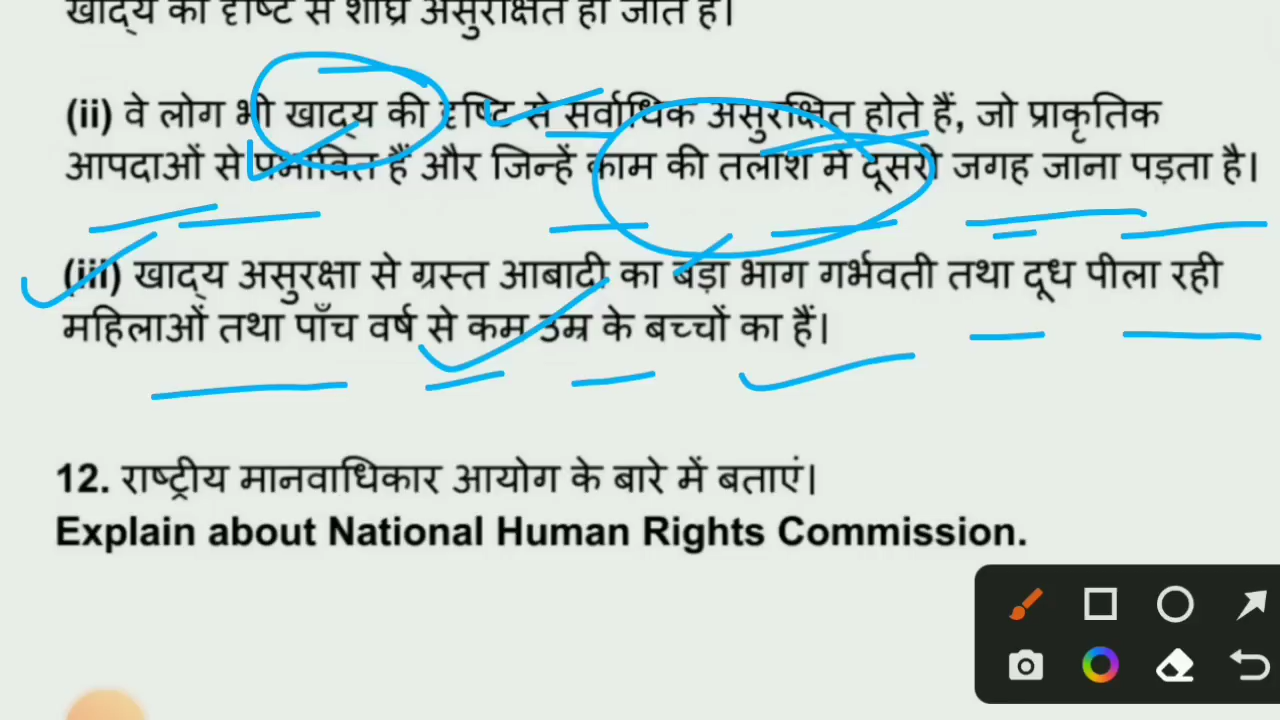 खाद्य की दृष्टि से शीघ्र असुरक्षित हो जाते हैं।
(ii) वे लोग भी खाद्य की दृष्टि से सर्वाधिक असुरक्षित होते हैं, जो प्राकृतिक
आपदाओं से प्रभावित हैं और जिन्हें काम की तलाश में दूसरी जगह जाना पड़ता है।
(iii) खाद्य असुरक्षा से ग्रस्त आबादी का बड़ा भाग गर्भवती तथा दूध पीला रही
महिलाओं तथा पाँच वर्ष से कम उम्र के बच्चों का हैं।
12. राष्ट्रीय मानवाधिकार आयोग के बारे में बताएं।
Explain about National Human Rights Commission.